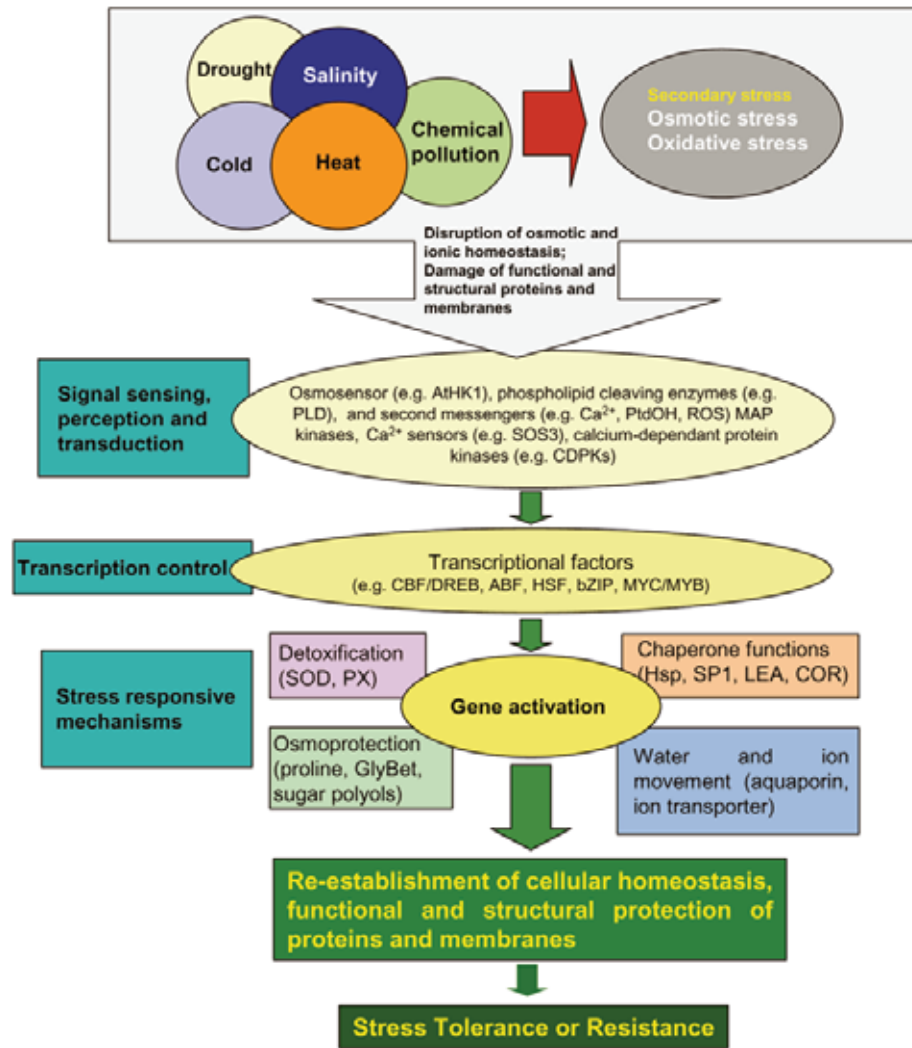 Drought
Salinity
Cold
Heat
Chemical
pollution
Secondary stress
Osmotic stress
Oxidative stress
Disruption of osmotic and
ionic homeostasis;
Damage of functional and
structural proteins and
membranes
Signal sensing,
perception and
transduction
Osmosensor (e.g. AtHK1), phospholipid cleaving enzymes (e.g.
PLD), and second messengers (e.g. Ca²⁺, PtdOH, ROS) MAP
kinases, Ca²⁺ sensors (e.g. SOS3), calcium-dependant protein
kinases (e.g. CDPKs)
Transcription control
Transcriptional factors
(e.g. CBF/DREB, ABF, HSF, bZIP, MYC/MYB)
Stress responsive
mechanisms
Detoxification
(SOD, PX)
Chaperone functions
(Hsp, SP1, LEA, COR)
Gene activation
Osmoprotection
(proline, GlyBet,
sugar polyols)
Water and ion
movement (aquaporin,
ion transporter)
Re-establishment of cellular homeostasis,
functional and structural protection of
proteins and membranes
Stress Tolerance or Resistance